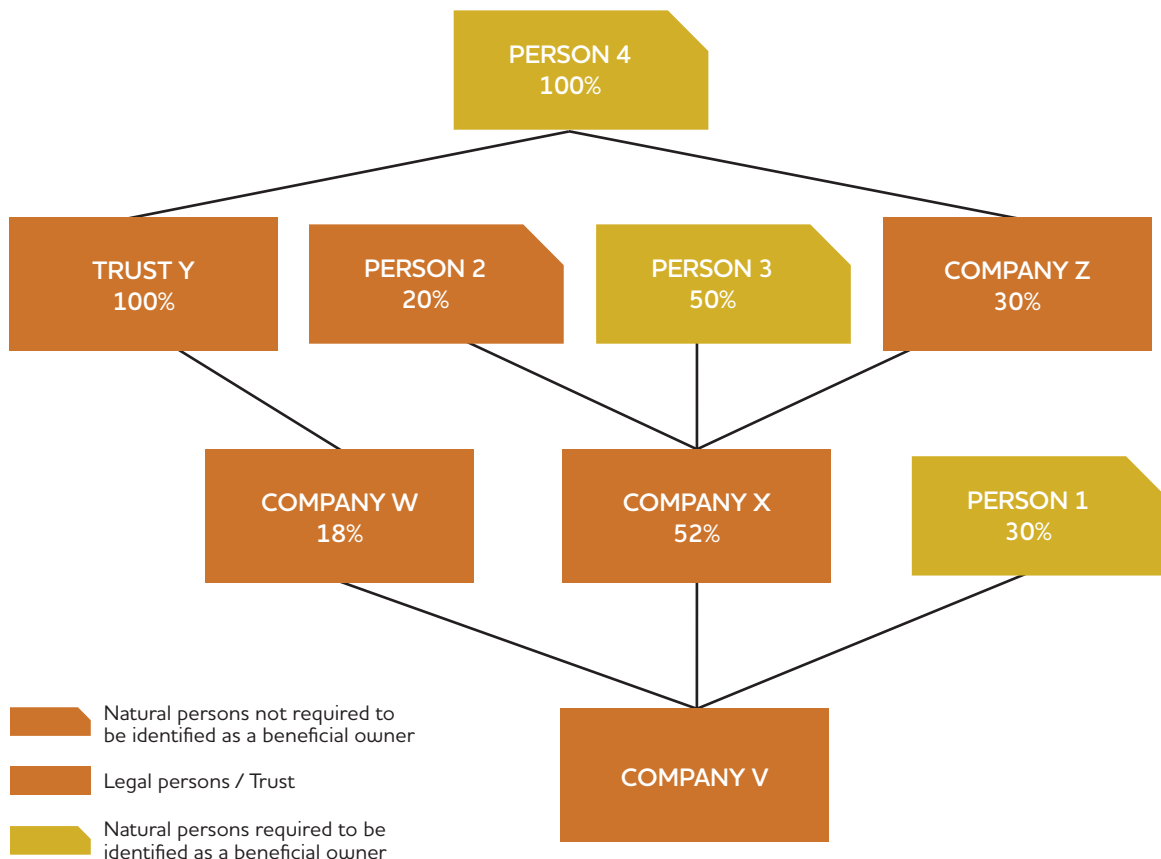 PERSON 4
100%
TRUST Y
100%
PERSON 2
20%
PERSON 3
50%
COMPANY Z
30%
COMPANY W
18%
COMPANY X
52%
PERSON 1
30%
COMPANY V
Natural persons not required to
be identified as a beneficial owner
Legal persons / Trust
Natural persons required to be
identified as a beneficial owner